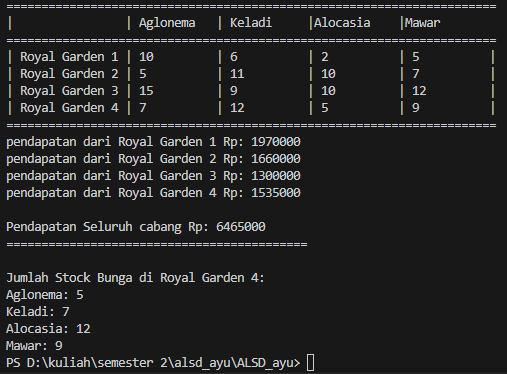 ======================================================================
|                | Aglonema   | Keladi     |Alocasia    |Mawar       
======================================================================
| Royal Garden 1 | 10         | 6          | 2          | 5          |
| Royal Garden 2 | 5          | 11         | 10         | 7          |
| Royal Garden 3 | 15         | 9          | 10         | 12         |
| Royal Garden 4 | 7          | 12         | 5          | 9          |
======================================================================
pendapatan dari Royal Garden 1 Rp: 1970000
pendapatan dari Royal Garden 2 Rp: 1660000
pendapatan dari Royal Garden 3 Rp: 1300000
pendapatan dari Royal Garden 4 Rp: 1535000
Pendapatan Seluruh cabang Rp: 6465000
===========================================
Jumlah Stock Bunga di Royal Garden 4:
Aglonema: 5
Keladi: 7
Alocasia: 12
Mawar: 9
PS D:\kuliah\semester 2\alsd_ayu\ALSD_ayu>